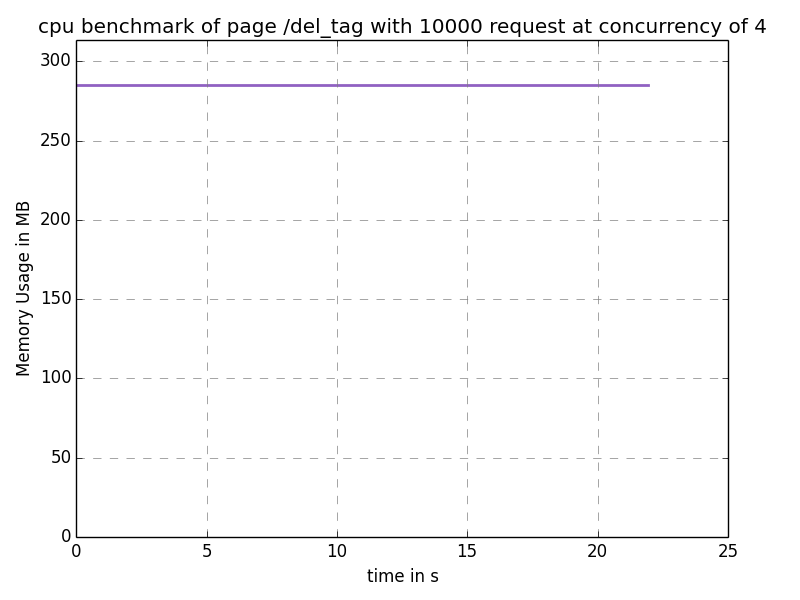 cpu benchmark of page /del_tag with 10000 request at concurrency of 4
300
250
200
150
100
50
0
Memory Usage in MB
0 5 10 15 20 25
time in s